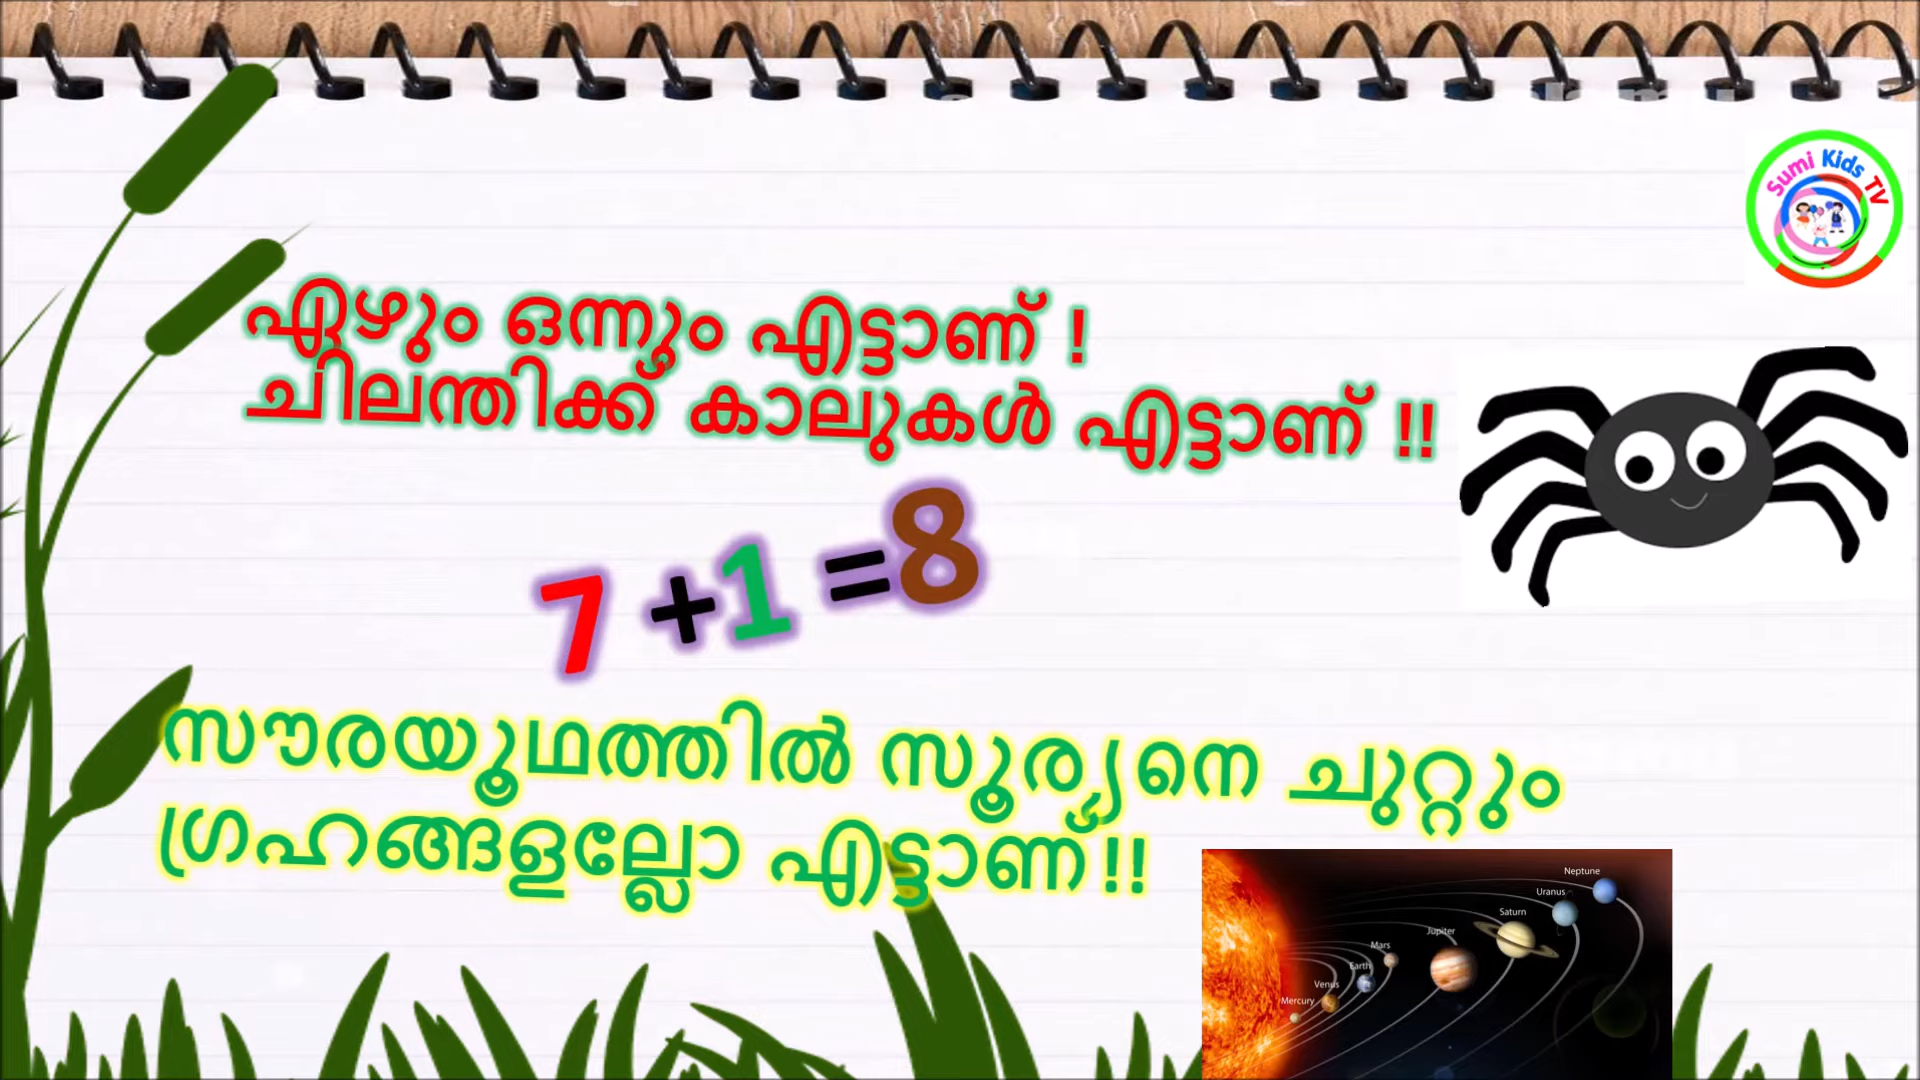 Sumi Kids TV
ഏഴും ഒന്നും എട്ടാണ് !
ചിലന്തിക്ക് കാലുകൾ എട്ടാണ് !!
7 +1 =8
സൗരയൂഥത്തിൽ സൂര്യനെ ചുറ്റും
ഗ്രഹങ്ങളല്ലോ എട്ടാണ്!!
Neptune
Uranus
Saturn
Jupiter
Mars
Earth
Venus
Mercury